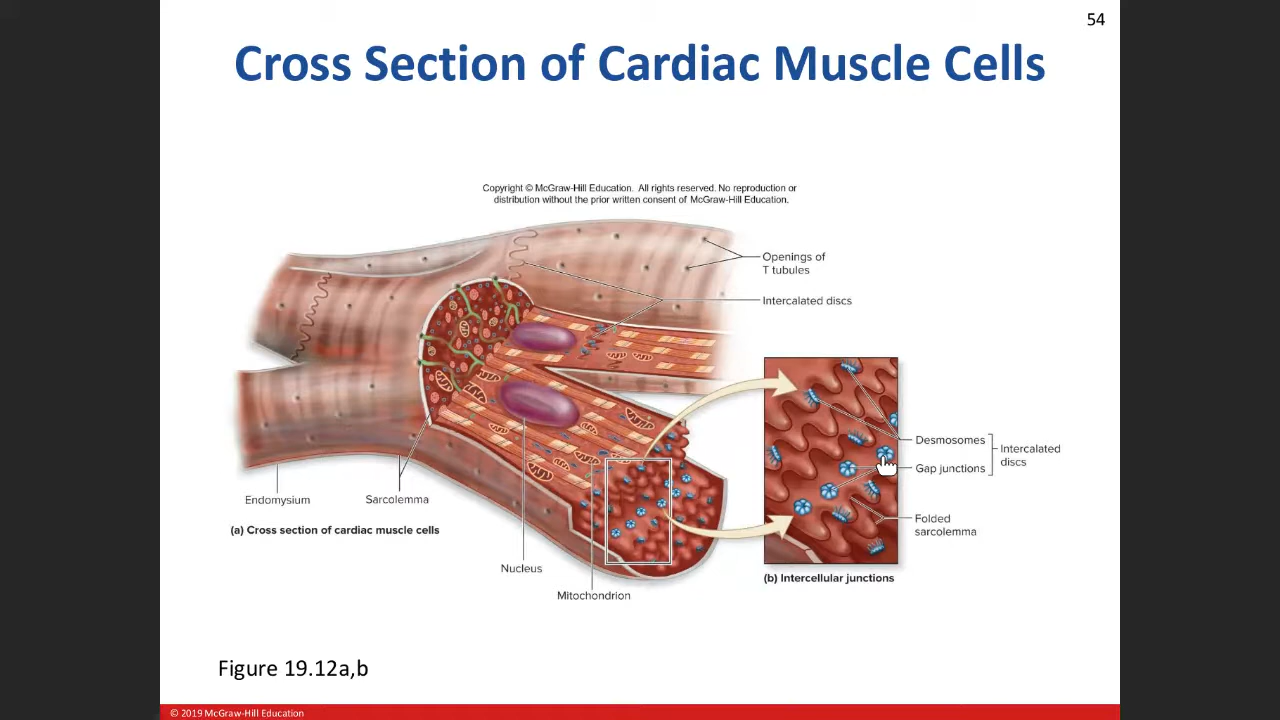 54
Cross Section of Cardiac Muscle Cells
Copyright © McGraw-Hill Education. All rights reserved. No reproduction or
distribution without the prior written consent of McGraw-Hill Education.
Openings of
T tubules
Intercalated discs
Desmosomes
Gap junctions
Intercalated
discs
Folded
sarcolemma
Endomysium
Sarcolemma
(a) Cross section of cardiac muscle cells
Nucleus
Mitochondrion
(b) Intercellular junctions
Figure 19.12a,b
© 2019 McGraw-Hill Education